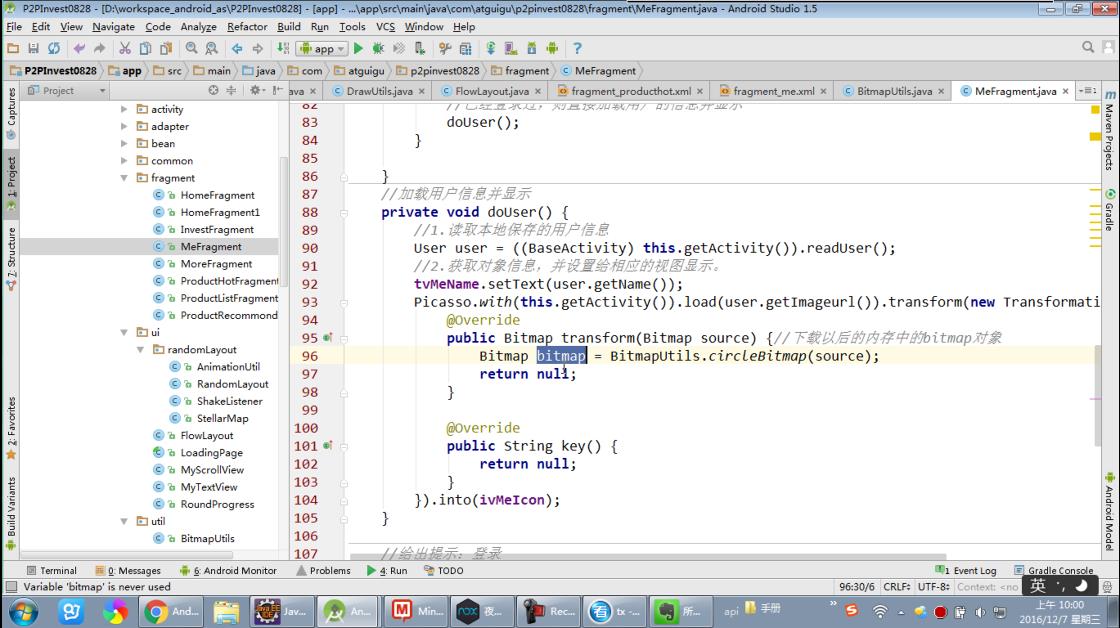 P2PInvest0828 - [D:\workspace_android_as\P2PInvest0828] - [app] - ...\app\src\main\java\com\atguigu\p2pinvest0828\fragment\MeFragment.java - Android Studio 1.5
File Edit View Navigate Code Analyze Refactor Build Run Tools VCS Window Help
app
P2PInvest0828 app src main java com atguigu p2pinvest0828 fragment MeFragment
Project
ava DrawUtils.java FlowLayout.java fragment_producthot.xml fragment_me.xml BitmapUtils.java MeFragment.java
Captures
1: Project
7: Structure
2: Favorites
Build Variants
activity
adapter
bean
common
fragment
HomeFragment
HomeFragment1
InvestFragment
MeFragment
MoreFragment
ProductHotFragment
ProductListFragment
ProductRecommond
ui
randomLayout
AnimationUtil
RandomLayout
ShakeListener
StellarMap
FlowLayout
LoadingPage
MyScrollView
MyTextView
RoundProgress
util
BitmapUtils
82 //已经登录过，则直接加载用户的信息并显示
83 doUser();
84 }
85
86 }
87 //加载用户信息并显示
88 private void doUser() {
89 //1.读取本地保存的用户信息
90 User user = ((BaseActivity) this.getActivity()).readUser();
91 //2.获取对象信息，并设置给相应的视图显示。
92 tvMeName.setText(user.getName());
93 Picasso.with(this.getActivity()).load(user.getImageurl()).transform(new Transformati
94 @Override
95 public Bitmap transform(Bitmap source) {//下载以后的内存中的bitmap对象
96 Bitmap bitmap = BitmapUtils.circleBitmap(source);
97 return null;
98 }
99
100 @Override
101 public String key() {
102 return null;
103 }
104 }).into(ivMeIcon);
105 }
106
107 //给出提示：登录
Maven Projects
Gradle
Android Model
Terminal 0: Messages 6: Android Monitor Problems 4: Run TODO 1 Event Log Gradle Console
Variable 'bitmap' is never used 96:30/6 CRLF÷ UTF-8÷ Context: <no
英
And... Jav... An... Min... 夜... Rec... tx -... 所... api 手册
上午 10:00
2016/12/7 星期三